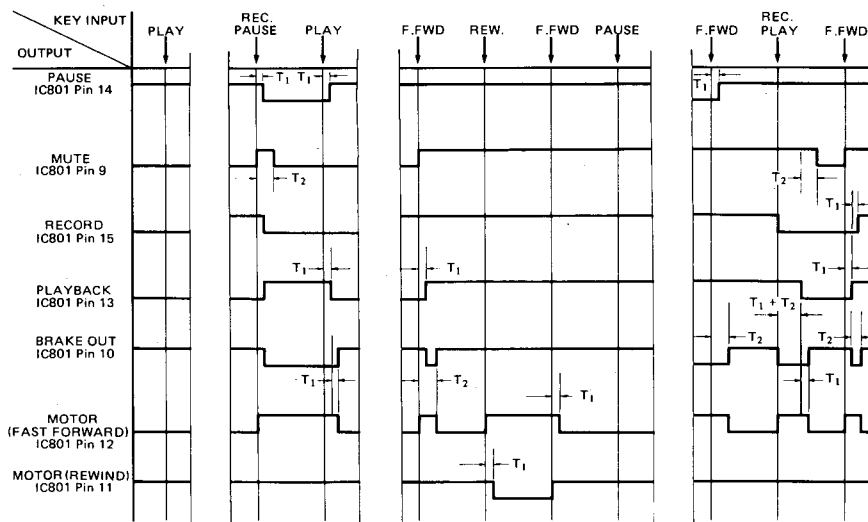 KEY INPUT
OUTPUT
PLAY
REC.
PAUSE
PLAY
F.FWD
REW.
F.FWD
PAUSE
F.FWD
REC.
PLAY
F.FWD
PAUSE
IC801 Pin 14
T1 T1
T1
MUTE
IC801 Pin 9
T2
T2
T1
RECORD
IC801 Pin 15
T1
T1
T1
PLAYBACK
IC801 Pin 13
T1 + T2
BRAKE OUT
IC801 Pin 10
T2
T2
T1
T2
T1
T1
MOTOR
(FAST FORWARD)
IC801 Pin 12
T1
MOTOR (REWIND)
IC801 Pin 11